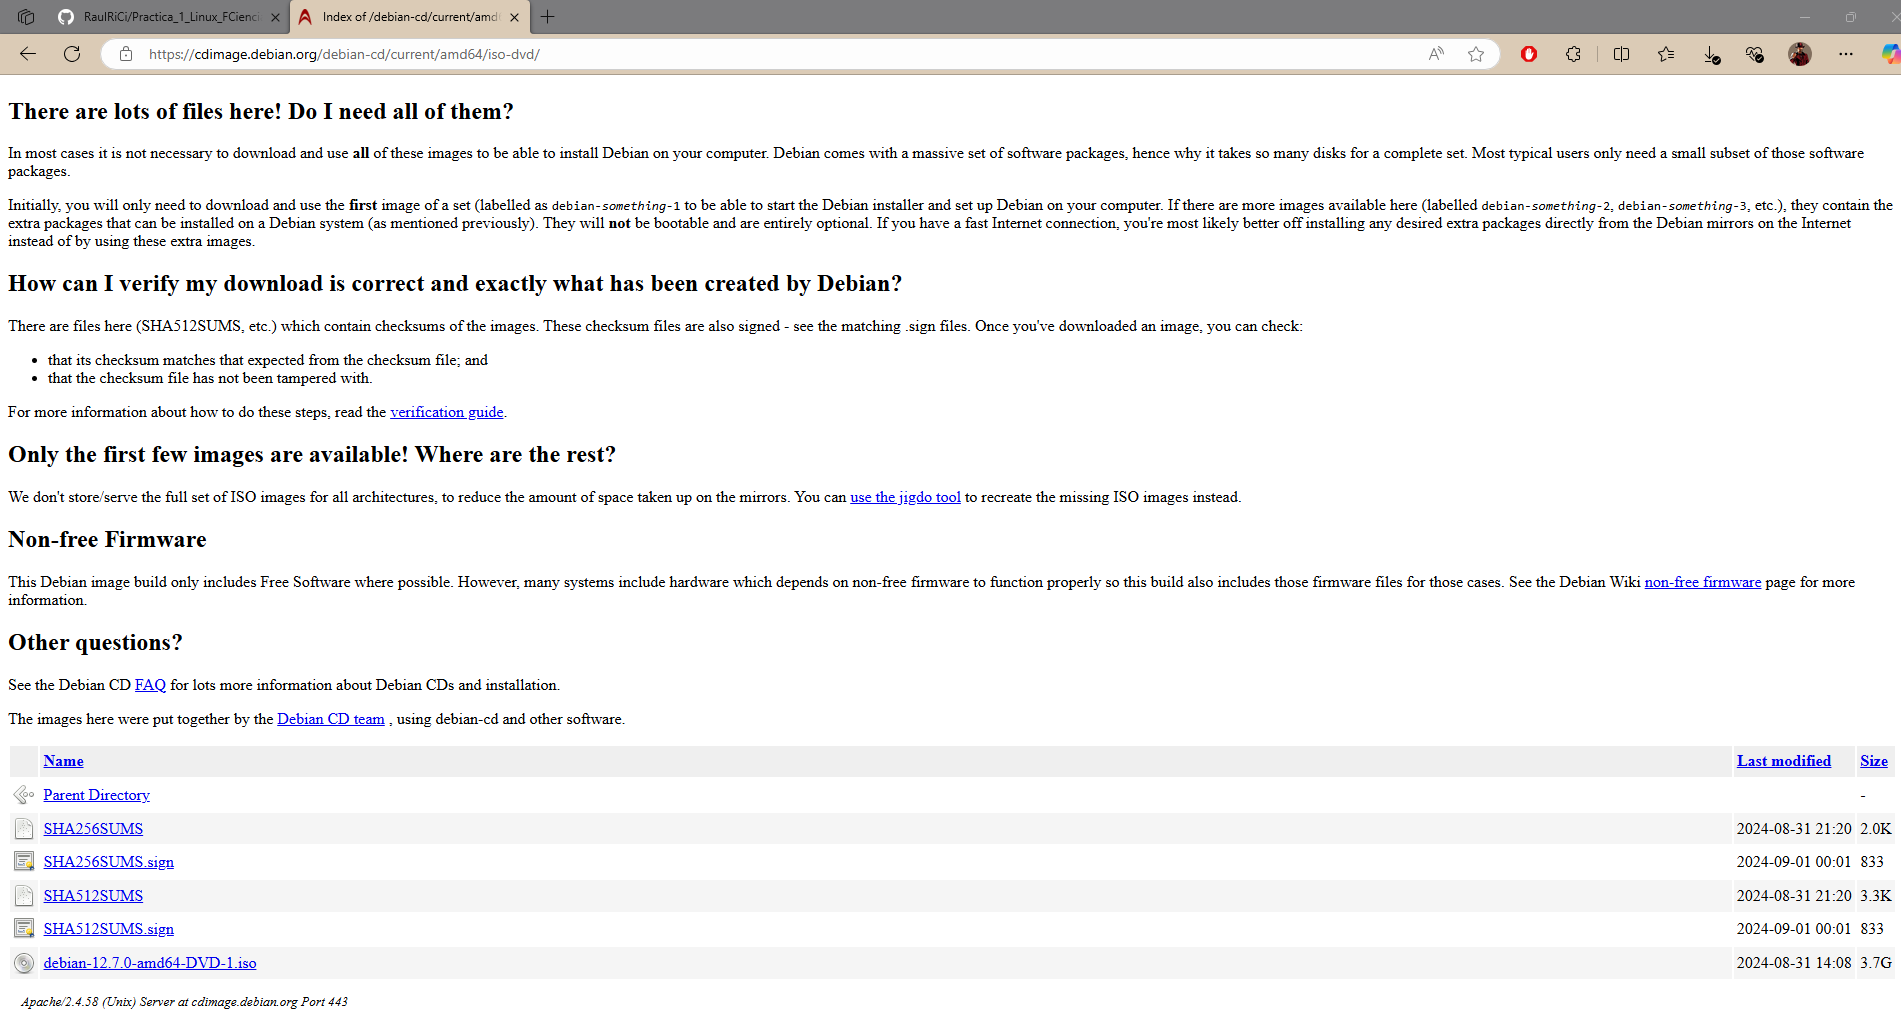 RaulRiCi/Practica_1_Linux_FCienci
Index of /debian-cd/current/amd6
https://cdimage.debian.org/debian-cd/current/amd64/iso-dvd/
There are lots of files here! Do I need all of them?
In most cases it is not necessary to download and use all of these images to be able to install Debian on your computer. Debian comes with a massive set of software packages, hence why it takes so many disks for a complete set. Most typical users only need a small subset of those software
packages.
Initially, you will only need to download and use the first image of a set (labelled as debian-something-1 to be able to start the Debian installer and set up Debian on your computer. If there are more images available here (labelled debian-something-2, debian-something-3, etc.), they contain the
extra packages that can be installed on a Debian system (as mentioned previously). They will not be bootable and are entirely optional. If you have a fast Internet connection, you're most likely better off installing any desired extra packages directly from the Debian mirrors on the Internet
instead of by using these extra images.
How can I verify my download is correct and exactly what has been created by Debian?
There are files here (SHA512SUMS, etc.) which contain checksums of the images. These checksum files are also signed - see the matching .sign files. Once you've downloaded an image, you can check:
• that its checksum matches that expected from the checksum file; and
• that the checksum file has not been tampered with.
For more information about how to do these steps, read the verification guide.
Only the first few images are available! Where are the rest?
We don't store/serve the full set of ISO images for all architectures, to reduce the amount of space taken up on the mirrors. You can use the jigdo tool to recreate the missing ISO images instead.
Non-free Firmware
This Debian image build only includes Free Software where possible. However, many systems include hardware which depends on non-free firmware to function properly so this build also includes those firmware files for those cases. See the Debian Wiki non-free firmware page for more
information.
Other questions?
See the Debian CD FAQ for lots more information about Debian CDs and installation.
The images here were put together by the Debian CD team , using debian-cd and other software.
Name Last modified Size
Parent Directory -
SHA256SUMS 2024-08-31 21:20 2.0K
SHA256SUMS.sign 2024-09-01 00:01 833
SHA512SUMS 2024-08-31 21:20 3.3K
SHA512SUMS.sign 2024-09-01 00:01 833
debian-12.7.0-amd64-DVD-1.iso 2024-08-31 14:08 3.7G
Apache/2.4.58 (Unix) Server at cdimage.debian.org Port 443